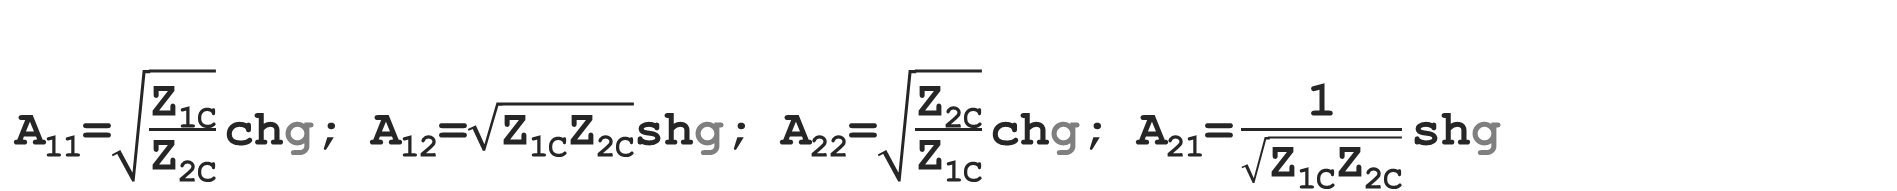 A₁₁=√(Z₁C/Z₂C) chg; A₁₂=√(Z₁CZ₂C) shg; A₂₂=√(Z₂C/Z₁C) chg; A₂₁=1/√(Z₁CZ₂C) shg